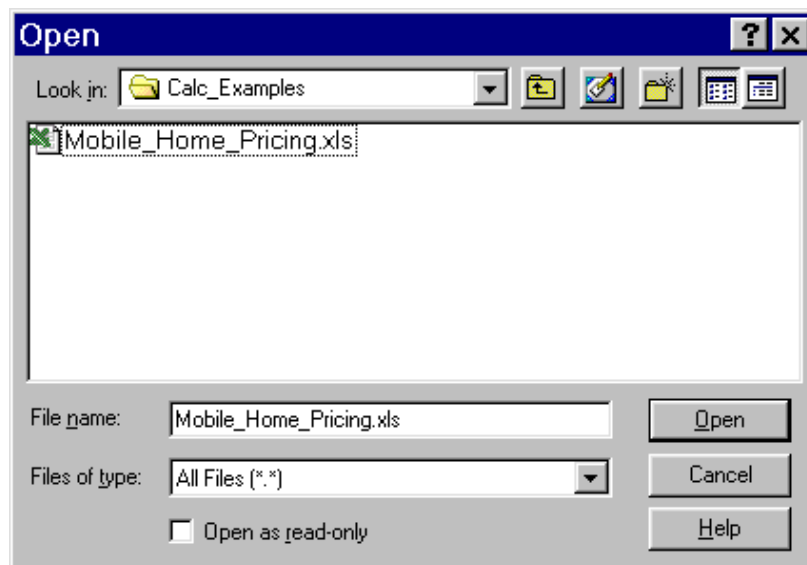 Open
Look in: Calc_Examples
Mobile_Home_Pricing.xls
File name: Mobile_Home_Pricing.xls Open
Files of type: All Files (*.*) Cancel
Open as read-only Help